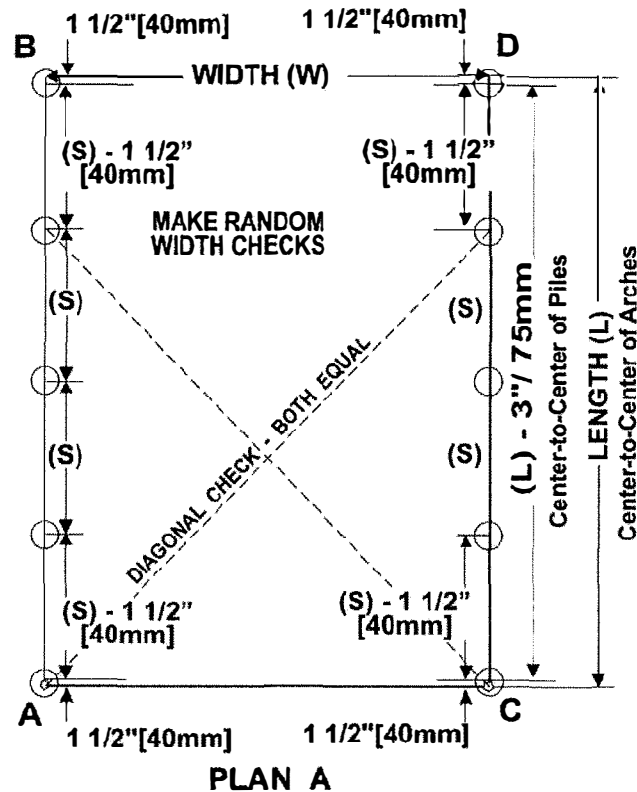 1 1/2"[40mm]
1 1/2"[40mm]
B
D
WIDTH (W)
(S) - 1 1/2"
[40mm]
(S) - 1 1/2"
[40mm]
MAKE RANDOM
WIDTH CHECKS
(S)
(S)
(S)
(S)
DIAGONAL CHECK - BOTH EQUAL
(L) - 3"/ 75mm
Center-to-Center of Piles
LENGTH (L)
Center-to-Center of Arches
(S) - 1 1/2"
[40mm]
(S) - 1 1/2"
[40mm]
A
C
1 1/2"[40mm]
1 1/2"[40mm]
PLAN A